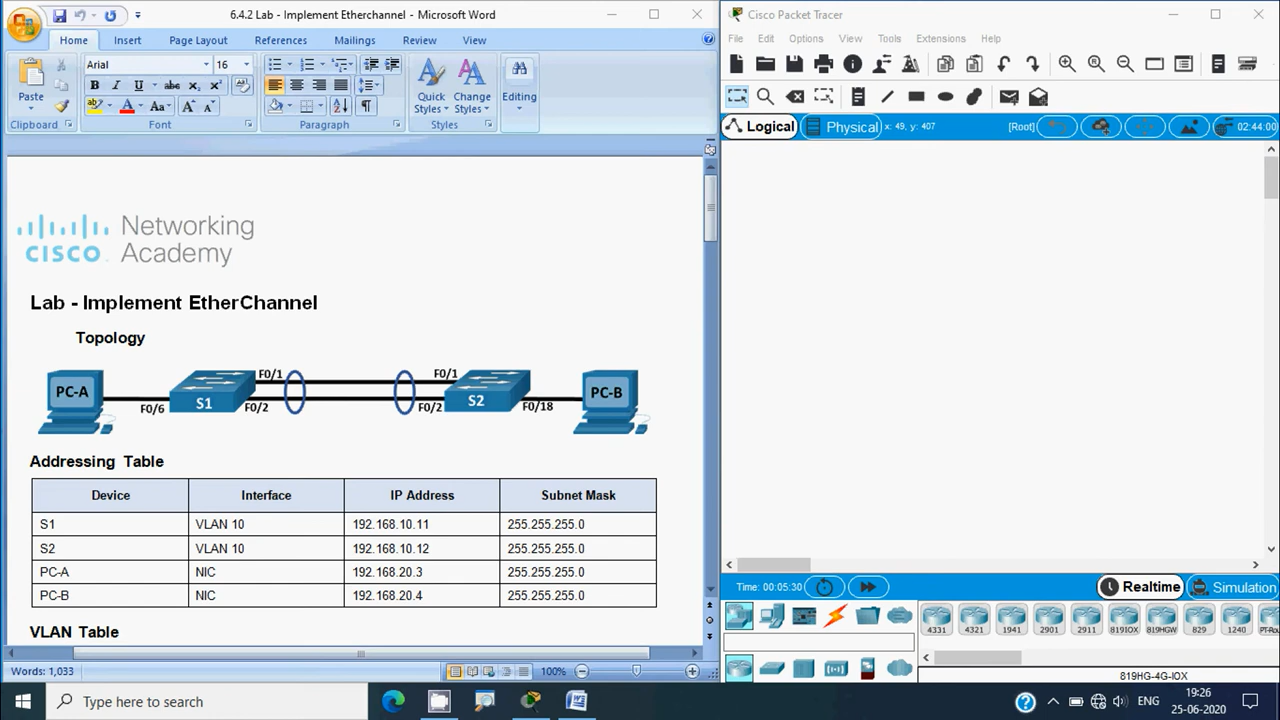 6.4.2 Lab - Implement Etherchannel - Microsoft Word
Home Insert Page Layout References Mailings Review View
Arial 16
Paste
B I U abc x₂ x²
ab A Aa A A
Quick Styles
Change Styles
Editing
Clipboard Font Paragraph Styles
Networking
CISCO Academy
Lab - Implement EtherChannel
Topology
PC-A F0/6 S1 F0/1 F0/2 F0/1 F0/2 S2 F0/18 PC-B
Addressing Table
Device Interface IP Address Subnet Mask
S1 VLAN 10 192.168.10.11 255.255.255.0
S2 VLAN 10 192.168.10.12 255.255.255.0
PC-A NIC 192.168.20.3 255.255.255.0
PC-B NIC 192.168.20.4 255.255.255.0
VLAN Table
Words: 1,033 100%
Cisco Packet Tracer
File Edit Options View Tools Extensions Help
Logical Physical x: 49, y: 407 [Root] 02:44:00
Time: 00:05:30 Realtime Simulation
4331 4321 1941 2901 2911 819IOX 819HGW 829 1240 PT-Rou
819HG-4G-IOX
Type here to search
ENG
19:26
25-06-2020